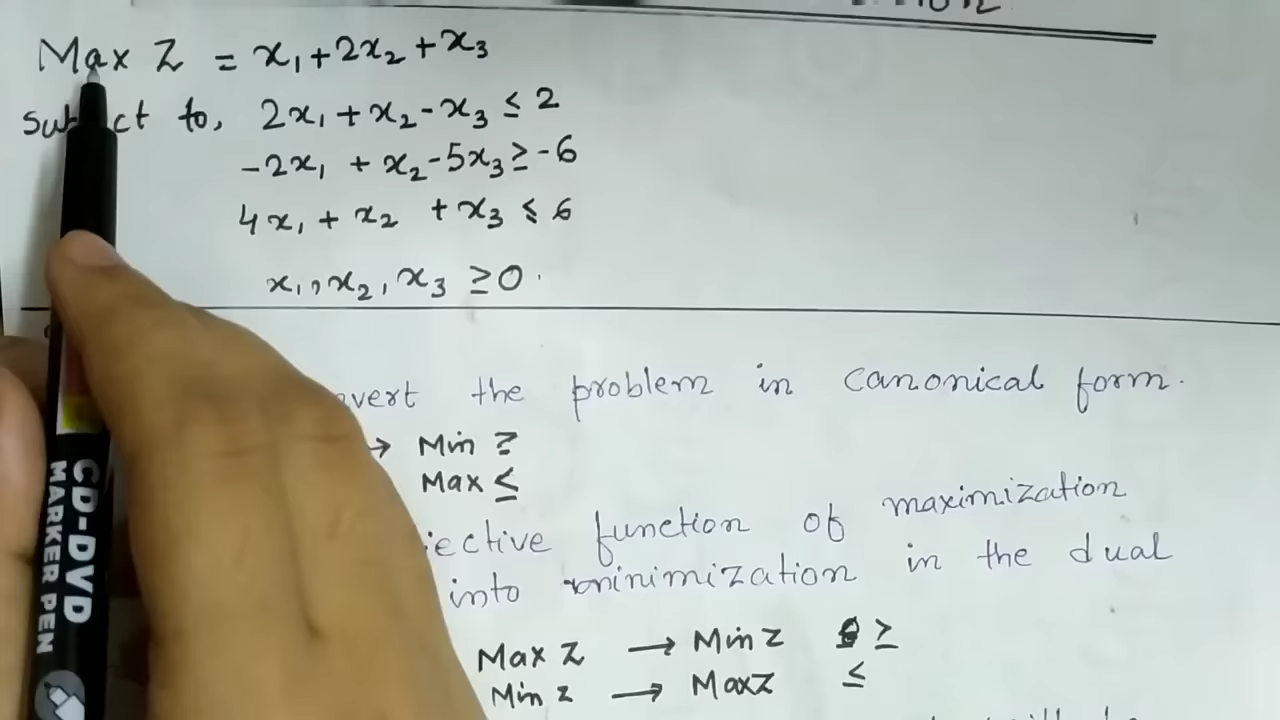 Max Z = x₁ + 2x₂ + x₃
ct to, 2x₁ + x₂ - x₃ ≤ 2
-2x₁ + x₂ - 5x₃ ≥ -6
4x₁ + x₂ + x₃ ≤ 6
x₁, x₂, x₃ ≥ 0.
vert the problem in canonical form.
→ Min ≥
Max ≤
ective function of maximization
into minimization in the dual
Max Z → Min Z ≥
Min Z → Max Z ≤
CD-DVD
MARKER PEN